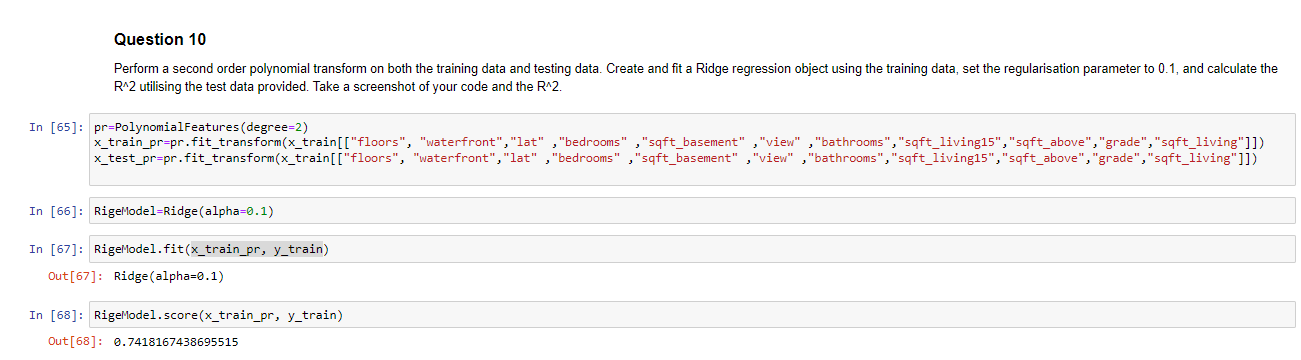 Question 10
Perform a second order polynomial transform on both the training data and testing data. Create and fit a Ridge regression object using the training data, set the regularisation parameter to 0.1, and calculate the
R^2 utilising the test data provided. Take a screenshot of your code and the R^2.
In [65]: pr=PolynomialFeatures(degree=2)
x_train_pr=pr.fit_transform(x_train[["floors", "waterfront","lat" ,"bedrooms" ,"sqft_basement" ,"view" ,"bathrooms","sqft_living15","sqft_above","grade","sqft_living"]])
x_test_pr=pr.fit_transform(x_train[["floors", "waterfront","lat" ,"bedrooms" ,"sqft_basement" ,"view" ,"bathrooms","sqft_living15","sqft_above","grade","sqft_living"]])
In [66]: RigeModel=Ridge(alpha=0.1)
In [67]: RigeModel.fit(x_train_pr, y_train)
Out[67]: Ridge(alpha=0.1)
In [68]: RigeModel.score(x_train_pr, y_train)
Out[68]: 0.7418167438695515